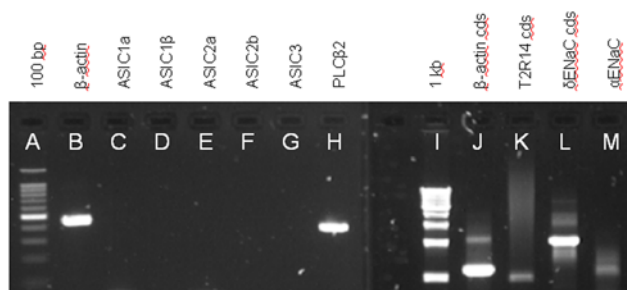 100 bp
β-actin
ASIC1a
ASIC1β
ASIC2a
ASIC2b
ASIC3
PLCβ2
1 kb
β-actin cds
T2R14 cds
δENaC cds
αENaC
A B C D E F G H I J K L M